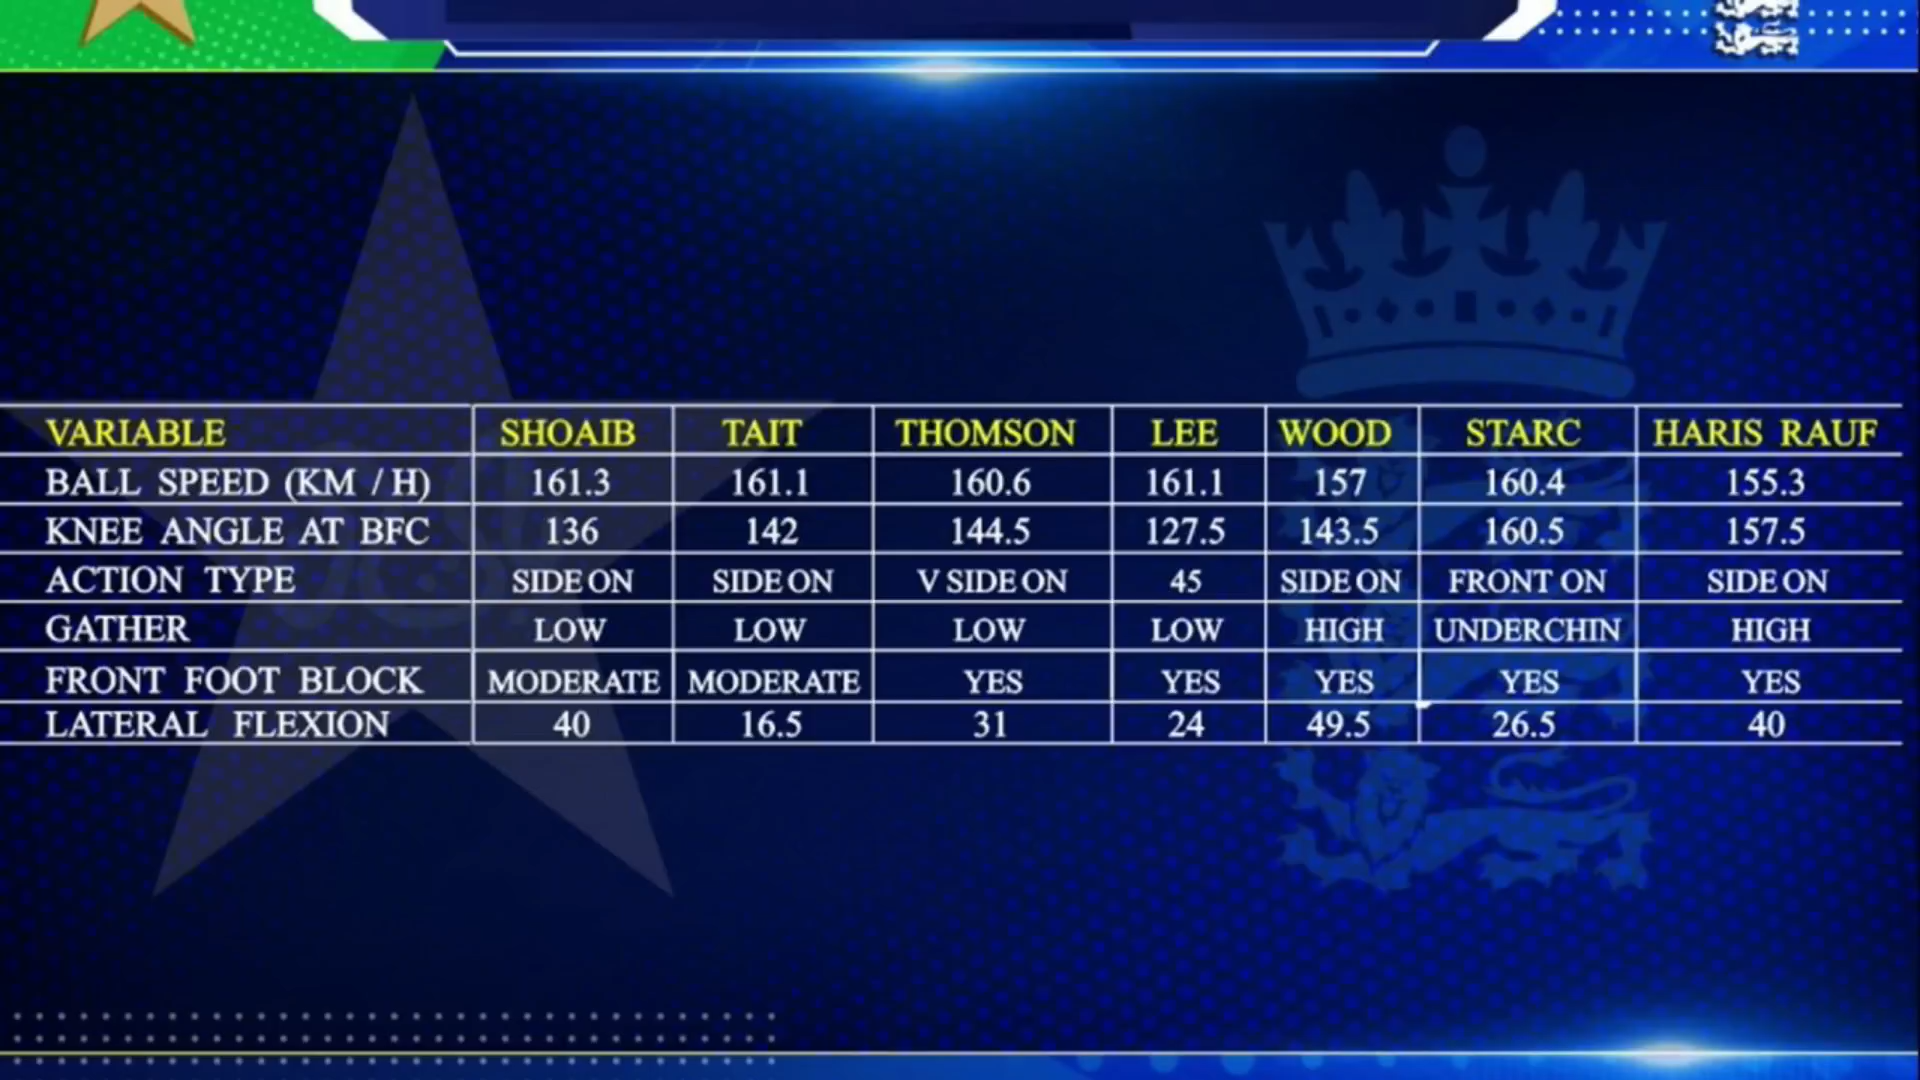 VARIABLE SHOAIB TAIT THOMSON LEE WOOD STARC HARIS RAUF
BALL SPEED (KM / H) 161.3 161.1 160.6 161.1 157 160.4 155.3
KNEE ANGLE AT BFC 136 142 144.5 127.5 143.5 160.5 157.5
ACTION TYPE SIDE ON SIDE ON V SIDE ON 45 SIDE ON FRONT ON SIDE ON
GATHER LOW LOW LOW LOW HIGH UNDERCHIN HIGH
FRONT FOOT BLOCK MODERATE MODERATE YES YES YES YES YES
LATERAL FLEXION 40 16.5 31 24 49.5 26.5 40